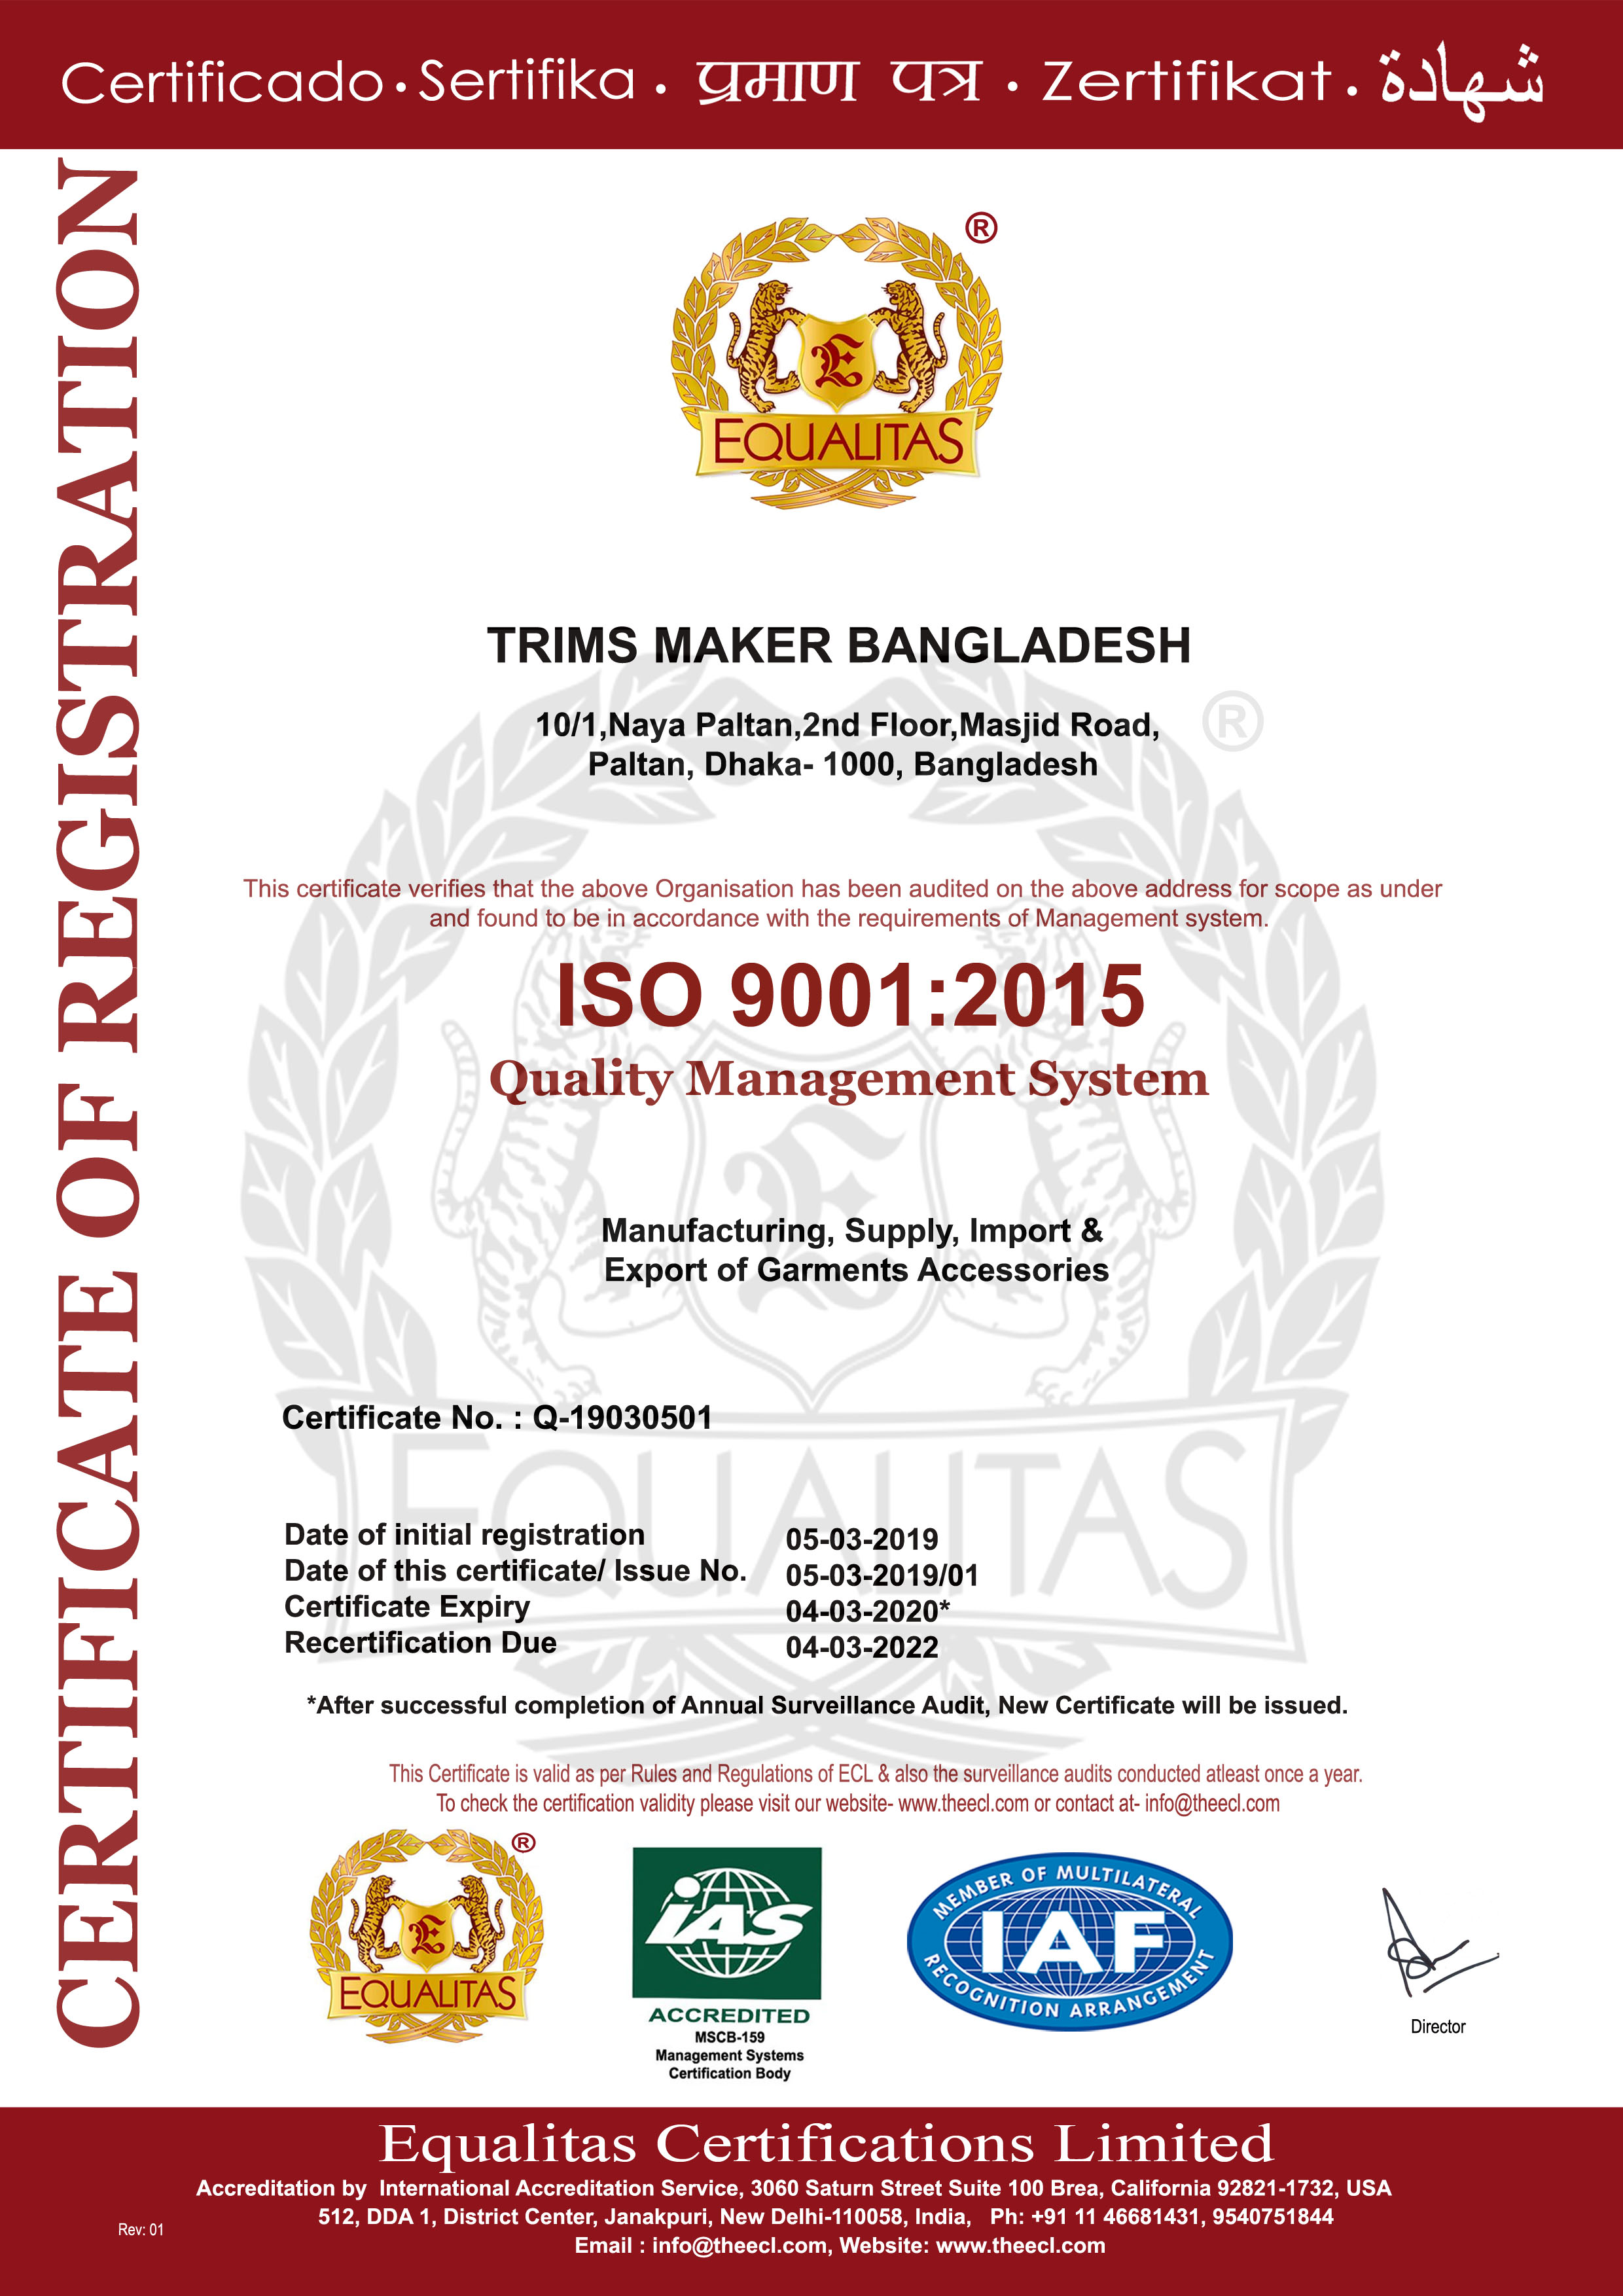 Certificado • Sertifika • प्रमाण पत्र • Zertifikat • شهادة
CERTIFICATE OF REGISTRATION
®
E
EQUALITAS
TRIMS MAKER BANGLADESH
10/1,Naya Paltan,2nd Floor,Masjid Road,
Paltan, Dhaka- 1000, Bangladesh
®
This certificate verifies that the above Organisation has been audited on the above address for scope as under
and found to be in accordance with the requirements of Management system.
ISO 9001:2015
Quality Management System
E
Manufacturing, Supply, Import &
Export of Garments Accessories
Certificate No. : Q-19030501
EQUALITAS
Date of initial registration 05-03-2019
Date of this certificate/ Issue No. 05-03-2019/01
Certificate Expiry 04-03-2020*
Recertification Due 04-03-2022
*After successful completion of Annual Surveillance Audit, New Certificate will be issued.
This Certificate is valid as per Rules and Regulations of ECL & also the surveillance audits conducted atleast once a year.
To check the certification validity please visit our website- www.theecl.com or contact at- info@theecl.com
®
E
EQUALITAS
iAS
ACCREDITED
MSCB-159
Management Systems
Certification Body
MEMBER OF MULTILATERAL
IAF
RECOGNITION ARRANGEMENT
Director
Equalitas Certifications Limited
Accreditation by International Accreditation Service, 3060 Saturn Street Suite 100 Brea, California 92821-1732, USA
512, DDA 1, District Center, Janakpuri, New Delhi-110058, India, Ph: +91 11 46681431, 9540751844
Rev: 01
Email : info@theecl.com, Website: www.theecl.com